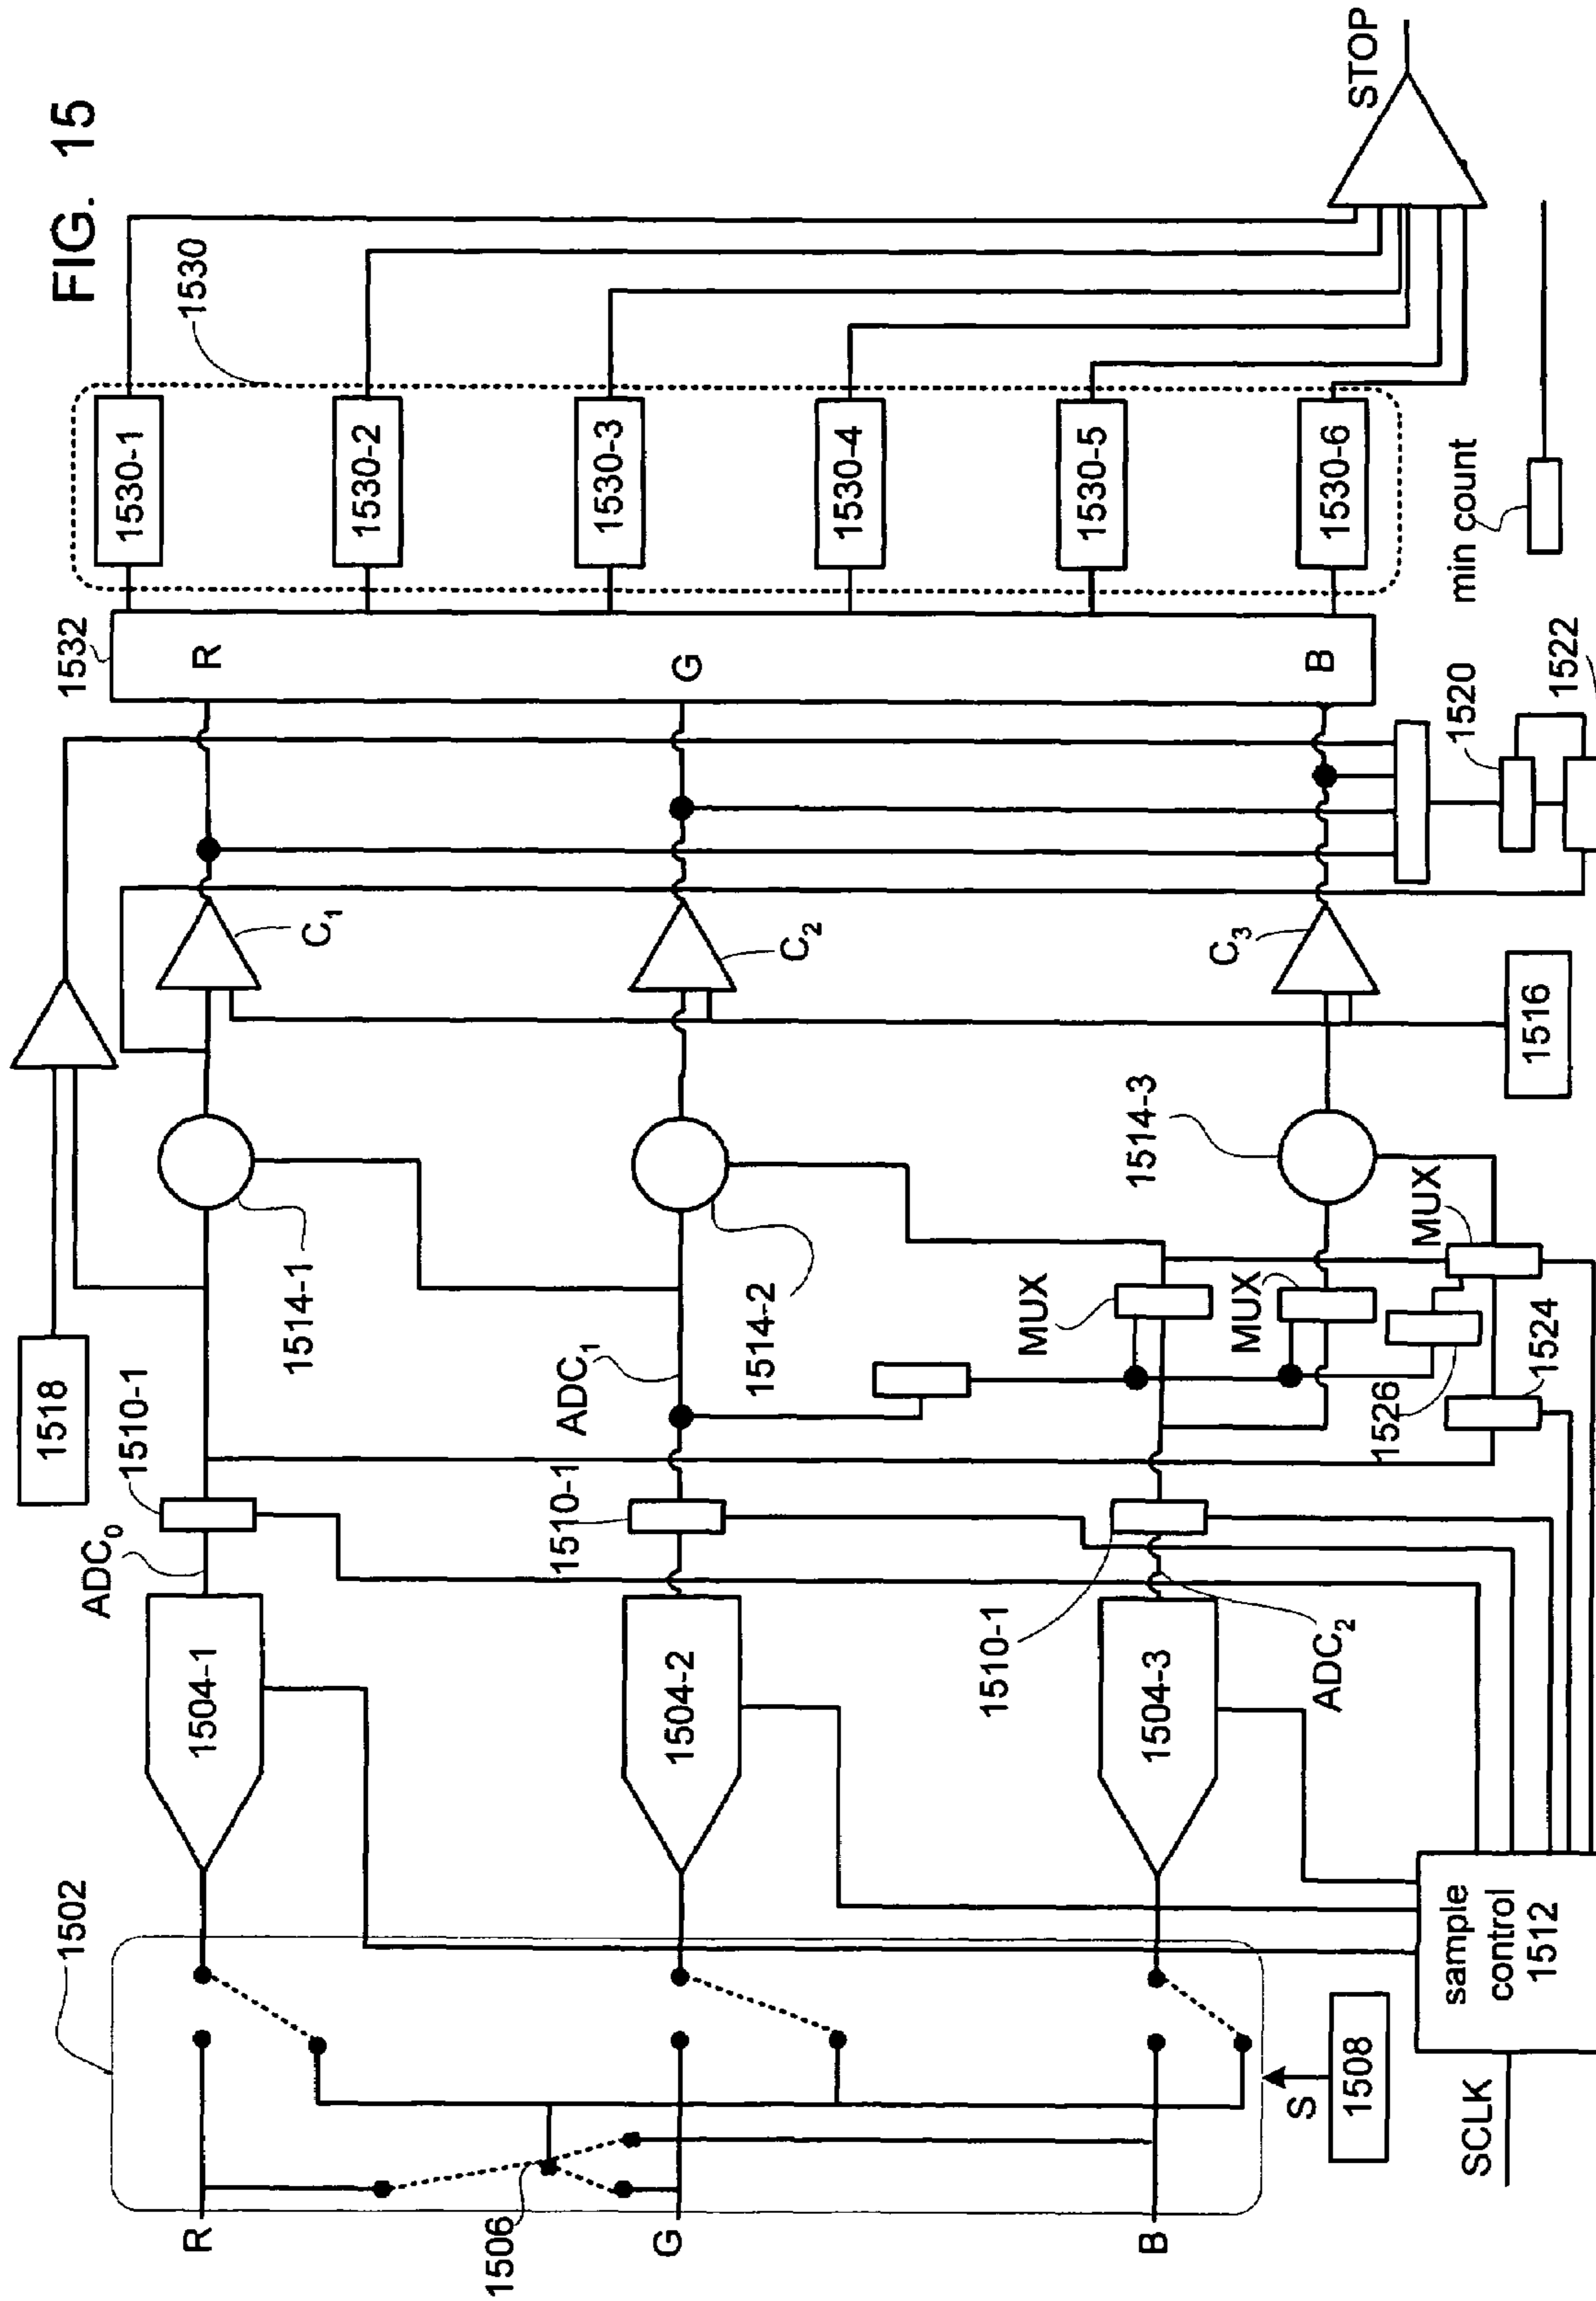 FIG. 15
1502
R
G
B
1506
S
1508
SCLK
sample
control
1512
1504-1
1504-2
1504-3
ADC0
ADC1
ADC2
1510-1
1510-1
1510-1
1518
1514-1
1514-2
1514-3
MUX
MUX
MUX
1526
1524
1516
C1
C2
C3
1520
1522
1532
R
G
B
1530
1530-1
1530-2
1530-3
1530-4
1530-5
1530-6
min count
STOP